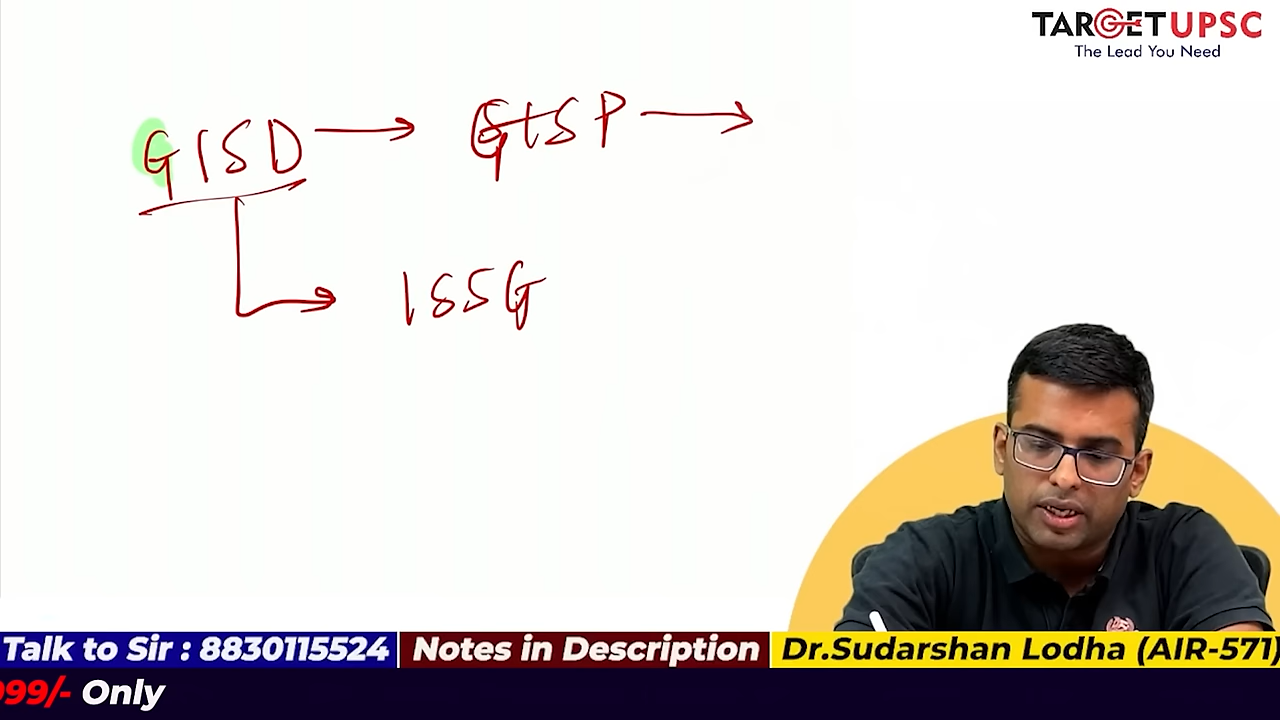 TARGETUPSC
The Lead You Need
GISD → GISP →
ISSG
Talk to Sir : 8830115524 Notes in Description Dr.Sudarshan Lodha (AIR-571)
999/- Only